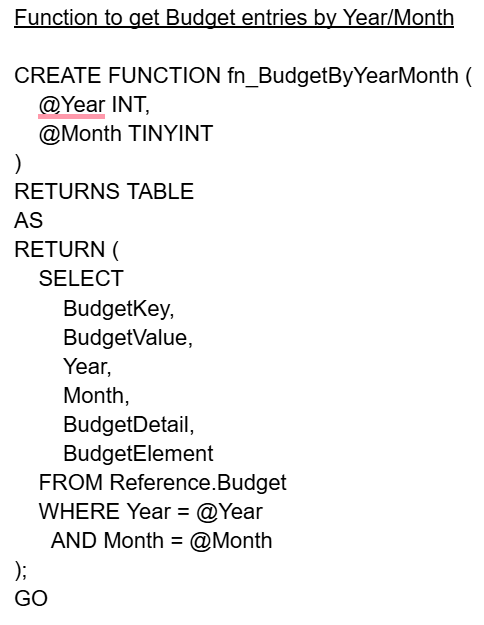 Function to get Budget entries by Year/Month
CREATE FUNCTION fn_BudgetByYearMonth (
@Year INT,
@Month TINYINT
)
RETURNS TABLE
AS
RETURN (
SELECT
BudgetKey,
BudgetValue,
Year,
Month,
BudgetDetail,
BudgetElement
FROM Reference.Budget
WHERE Year = @Year
AND Month = @Month
);
GO